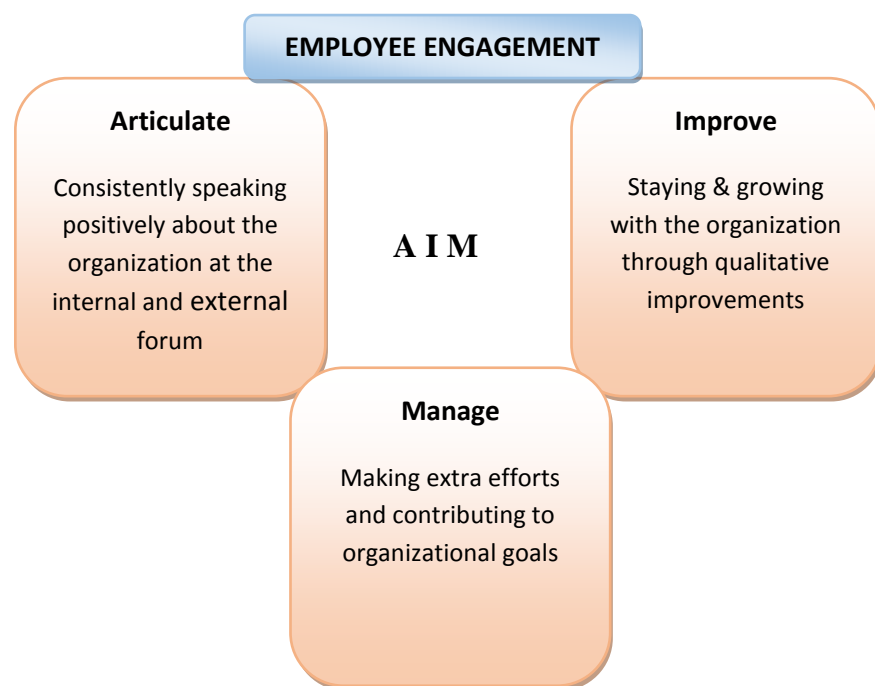 EMPLOYEE ENGAGEMENT
Articulate
Consistently speaking
positively about the
organization at the
internal and external
forum
A I M
Improve
Staying & growing
with the organization
through qualitative
improvements
Manage
Making extra efforts
and contributing to
organizational goals